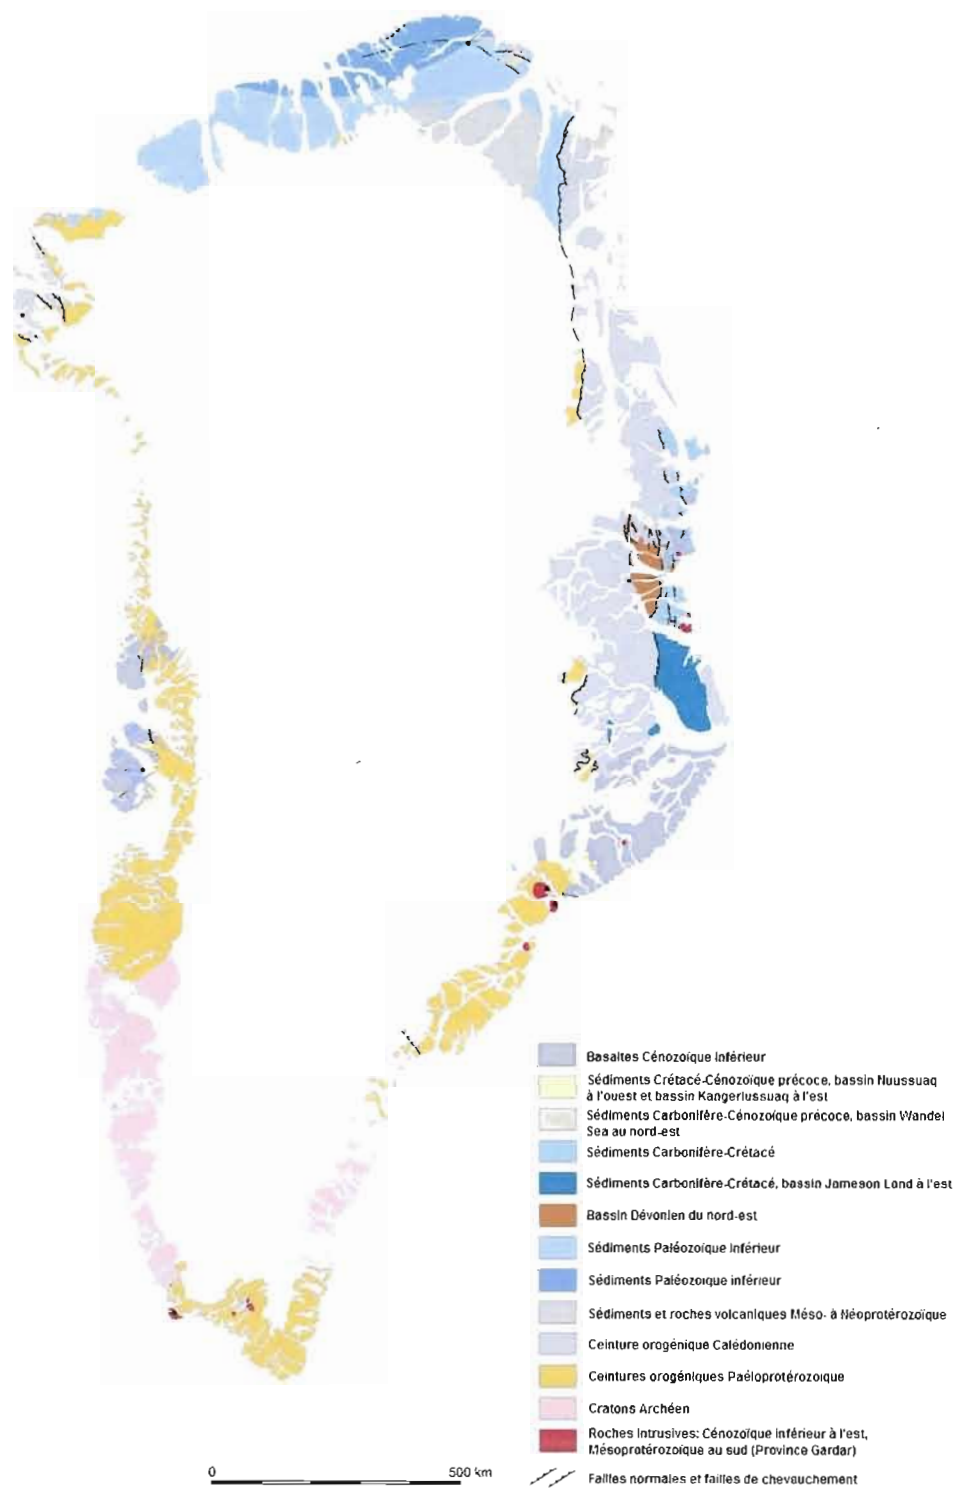 Basaltes Cénozoïque Inférieur
Sédiments Crétacé-Cénozoïque précoce, bassin Nuussuaq
à l'ouest et bassin Kangerlussuaq à l'est
Sédiments Carbonifère-Cénozoïque précoce, bassin Wandel
Sea au nord-est
Sédiments Carbonifère-Crétacé
Sédiments Carbonifère-Crétacé, bassin Jameson Land à l'est
Bassin Dévonien du nord-est
Sédiments Paléozoïque Inférieur
Sédiments Paléozoïque inférieur
Sédiments et roches volcaniques Méso- à Néoprotérozoïque
Ceinture orogénique Calédonienne
Ceintures orogéniques Paéloprotérozoique
Cratons Archéen
Roches Intrusives: Cénozoïque inférieur à l'est,
Mésoprotérozoïque au sud (Province Gardar)
0 500 km
Failles normales et failles de chevauchement